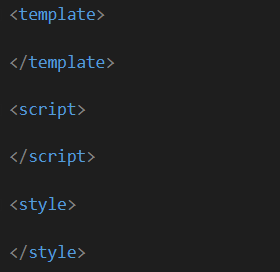 <template>
</template>
<script>
</script>
<style>
</style>